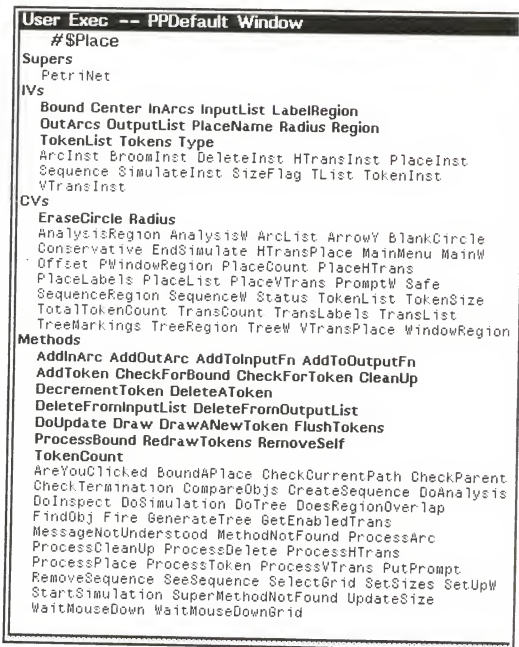 User Exec -- PPDefault Window
#$Place
Supers
PetriNet
IVs
Bound Center InArcs InputList LabelRegion
OutArcs OutputList PlaceName Radius Region
TokenList Tokens Type
ArcInst BroomInst DeleteInst HTransInst PlaceInst
Sequence SimulateInst SizeFlag TList TokenInst
VTransInst
CVs
EraseCircle Radius
AnalysisRegion AnalysisW ArcList ArrowY BlankCircle
Conservative EndSimulate HTransPlace MainMenu MainW
Offset PWindowRegion PlaceCount PlaceHTrans
PlaceLabels PlaceList PlaceVTrans PromptW Safe
SequenceRegion SequenceW Status TokenList TokenSize
TotalTokenCount TransCount TransLabels TransList
TreeMarkings TreeRegion TreeW VTransPlace WindowRegion
Methods
AddInArc AddOutArc AddToInputFn AddToOutputFn
AddToken CheckForBound CheckForToken CleanUp
DecrementToken DeleteAToken
DeleteFromInputList DeleteFromOutputList
DoUpdate Draw DrawANewToken FlushTokens
ProcessBound RedrawTokens RemoveSelf
TokenCount
AreYouClicked BoundAPlace CheckCurrentPath CheckParent
CheckTermination CompareObjs CreateSequence DoAnalysis
DoInspect DoSimulation DoTree DoesRegionOverlap
FindObj Fire GenerateTree GetEnabledTrans
MessageNotUnderstood MethodNotFound ProcessArc
ProcessCleanUp ProcessDelete ProcessHTrans
ProcessPlace ProcessToken ProcessVTrans PutPrompt
RemoveSequence SeeSequence SelectGrid SetSizes SetUpW
StartSimulation SuperMethodNotFound UpdateSize
WaitMouseDown WaitMouseDownGrid